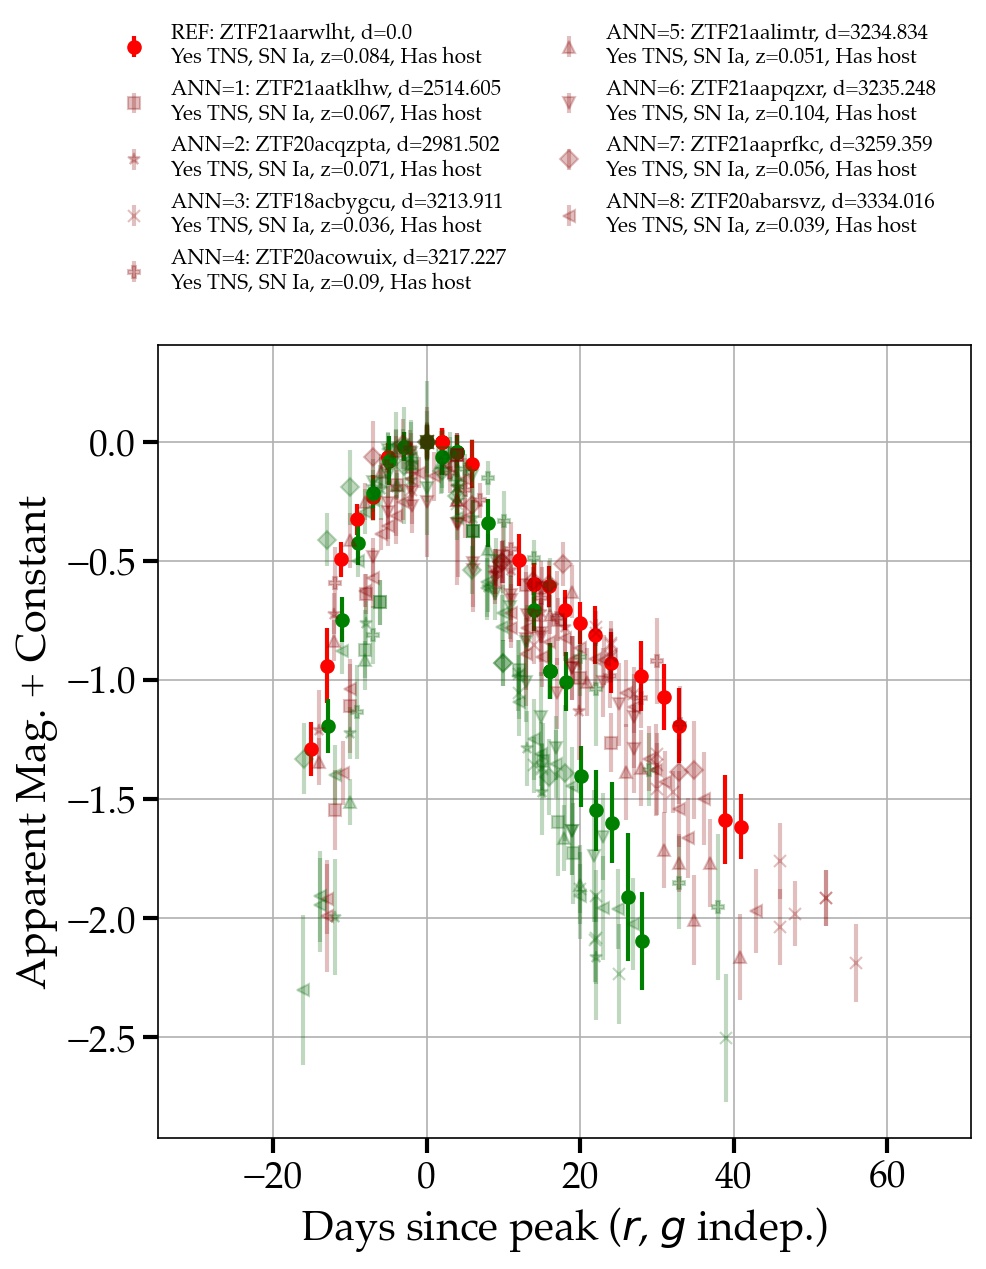 REF: ZTF21aarwlht, d=0.0
Yes TNS, SN Ia, z=0.084, Has host
ANN=1: ZTF21aatklhw, d=2514.605
Yes TNS, SN Ia, z=0.067, Has host
ANN=2: ZTF20acqzpta, d=2981.502
Yes TNS, SN Ia, z=0.071, Has host
ANN=3: ZTF18acbygcu, d=3213.911
Yes TNS, SN Ia, z=0.036, Has host
ANN=4: ZTF20acowuix, d=3217.227
Yes TNS, SN Ia, z=0.09, Has host
ANN=5: ZTF21aalimtr, d=3234.834
Yes TNS, SN Ia, z=0.051, Has host
ANN=6: ZTF21aapqzxr, d=3235.248
Yes TNS, SN Ia, z=0.104, Has host
ANN=7: ZTF21aaprfkc, d=3259.359
Yes TNS, SN Ia, z=0.056, Has host
ANN=8: ZTF20abarsvz, d=3334.016
Yes TNS, SN Ia, z=0.039, Has host
Apparent Mag. + Constant
0.0
−0.5
−1.0
−1.5
−2.0
−2.5
−20
0
20
40
60
Days since peak (r, g indep.)